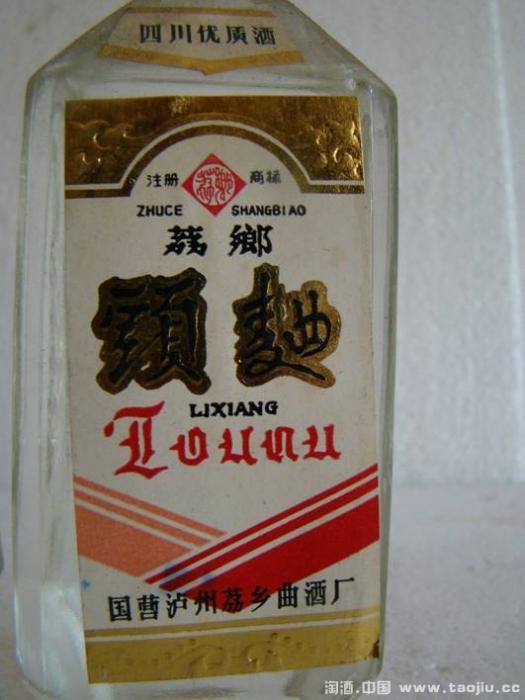 四川优质酒
注册 商标
ZHUCE SHANGBIAO
荔鄉
頭麯
LIXIANG
Touqu
国营泸州荔乡曲酒厂
淘酒.中国 www.taojiu.cc